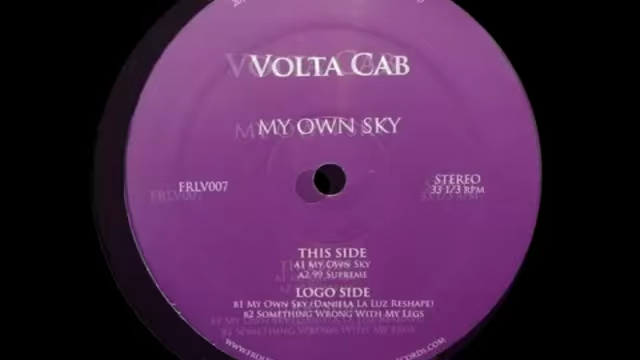 VOLTA CAB
MY OWN SKY
FRLV007
STEREO
33 1/3 RPM
THIS SIDE
A1 MY OWN SKY
A2 99 SUPREME
LOGO SIDE
B1 MY OWN SKY (DANIELA LA LUZ RESHAPE)
B2 SOMETHING WRONG WITH MY LEGS